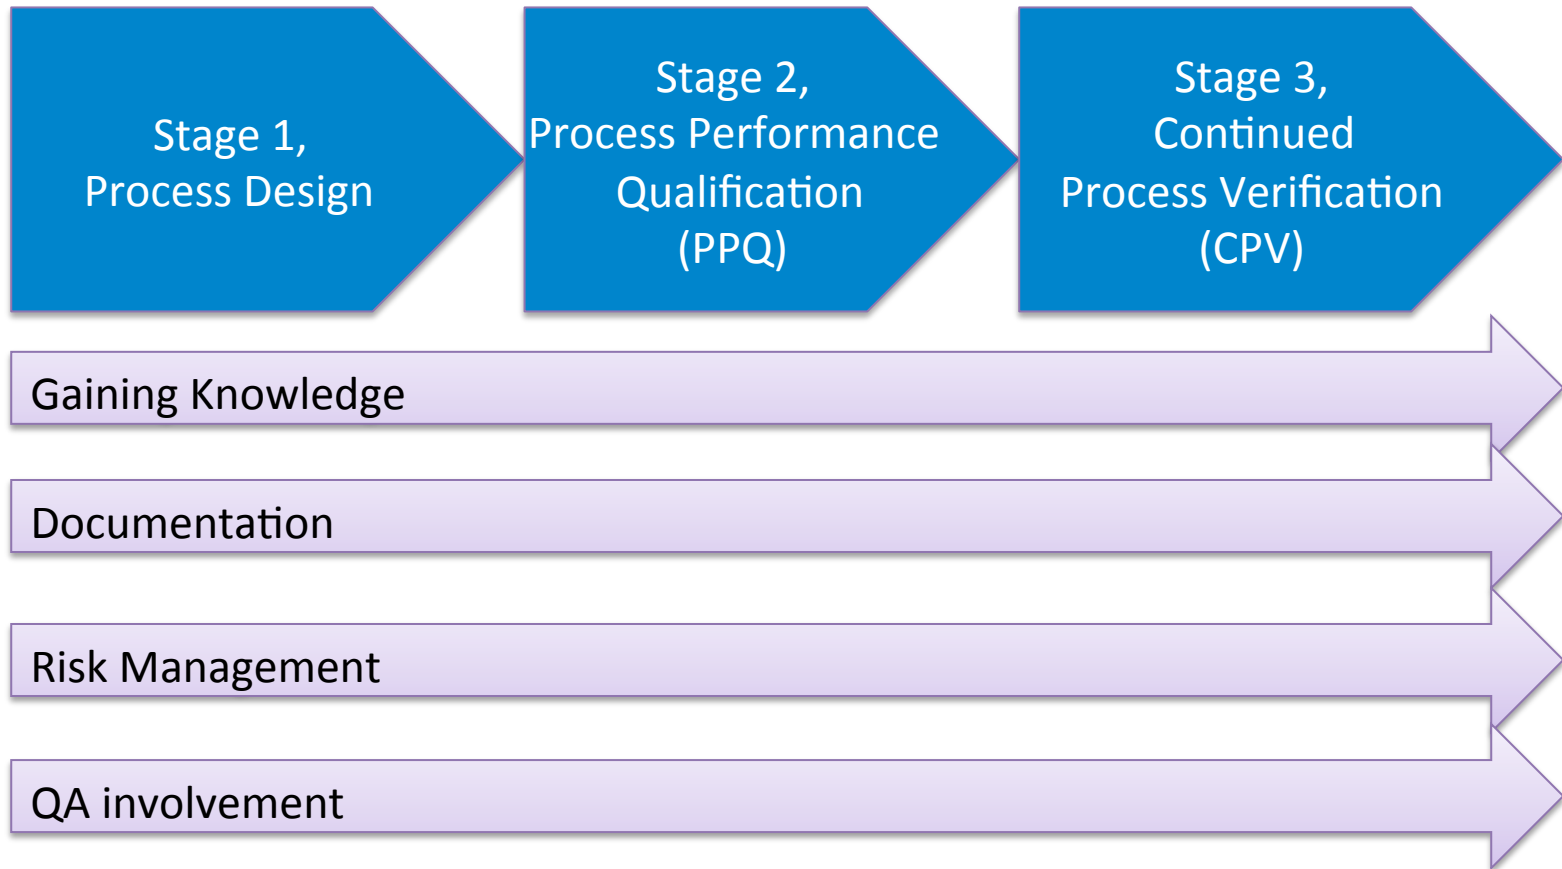 Stage 1,
Process Design
Stage 2,
Process Performance
Qualification
(PPQ)
Stage 3,
Continued
Process Verification
(CPV)
Gaining Knowledge
Documentation
Risk Management
QA involvement